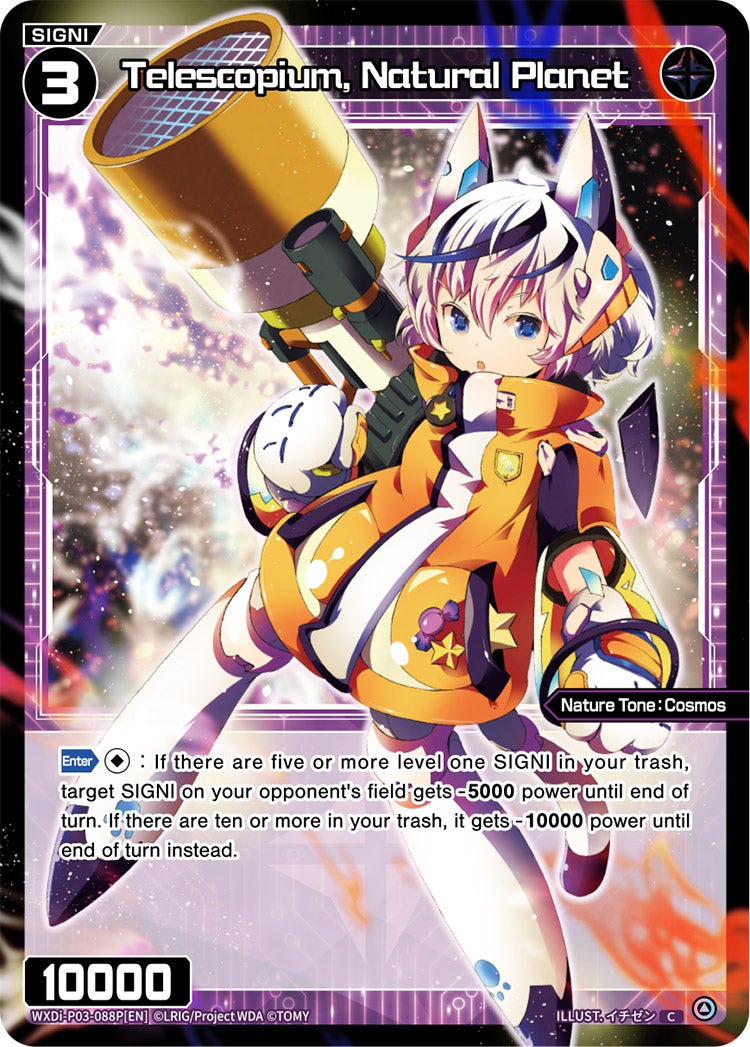 SIGNI
3
Telescopium, Natural Planet
Nature Tone:Cosmos
Enter : If there are five or more level one SIGNI in your trash,
target SIGNI on your opponent's field gets -5000 power until end of
turn. If there are ten or more in your trash, it gets -10000 power until
end of turn instead.
10000
WXDi-P03-088P[EN] ©LRIG/Project WDA ©TOMY
ILLUST. イチゼン C